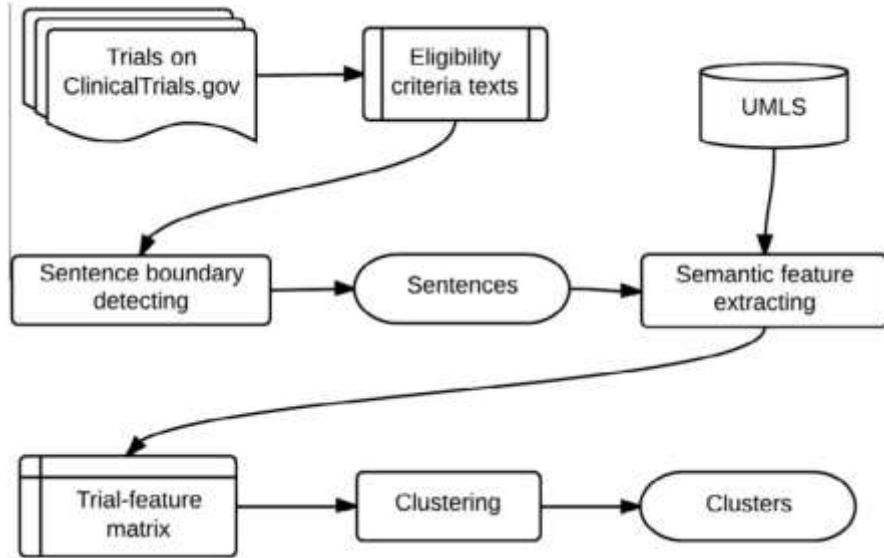 Trials on
ClinicalTrials.gov
Eligibility
criteria texts
UMLS
Sentence boundary
detecting
Sentences
Semantic feature
extracting
Trial-feature
matrix
Clustering
Clusters